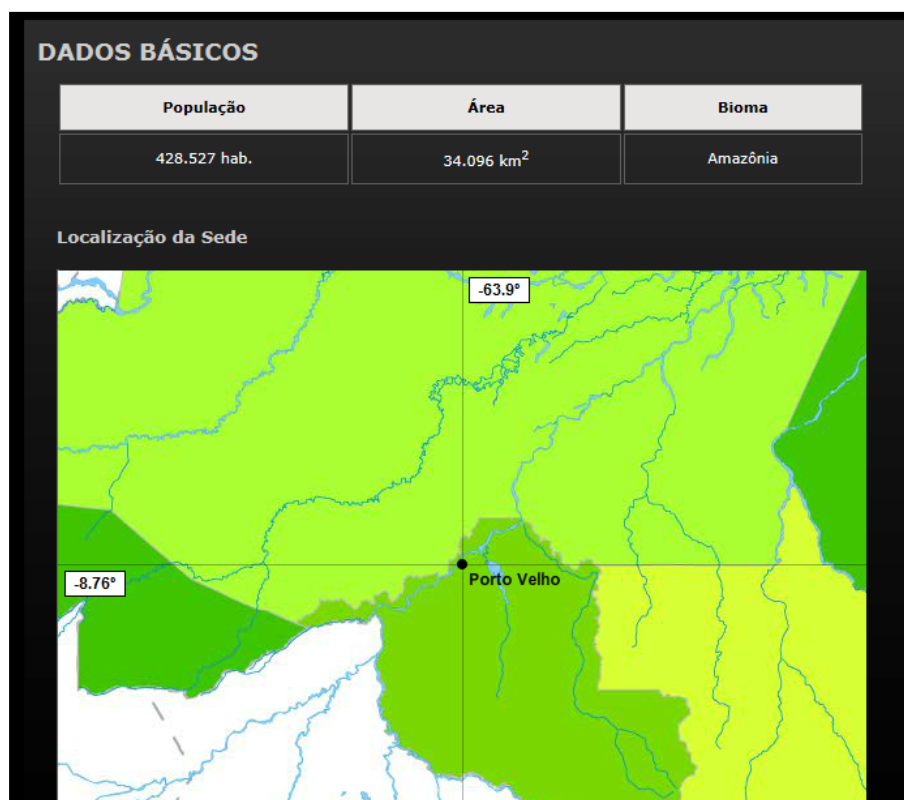 DADOS BÁSICOS
População Área Bioma
428.527 hab. 34.096 km² Amazônia
Localização da Sede
-63.9°
-8.76°
Porto Velho